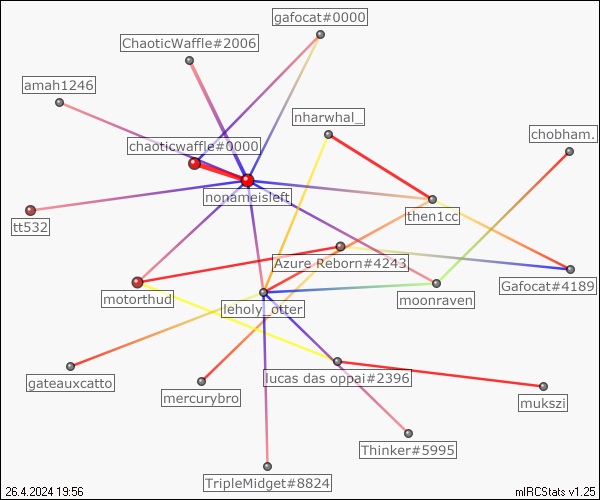 gafocat#0000
ChaoticWaffle#2006
amah1246
nharwhal_
chobham.
chaoticwaffle#0000
nonameisleft
tt532
then1cc
Azure Reborn#4243
Gafocat#4189
motorthud
moonraven
leholy_otter
gateauxcatto
lucas das oppai#2396
mercurybro
mukszi
Thinker#5995
TripleMidget#8824
26.4.2024 19:56
mIRCStats v1.25